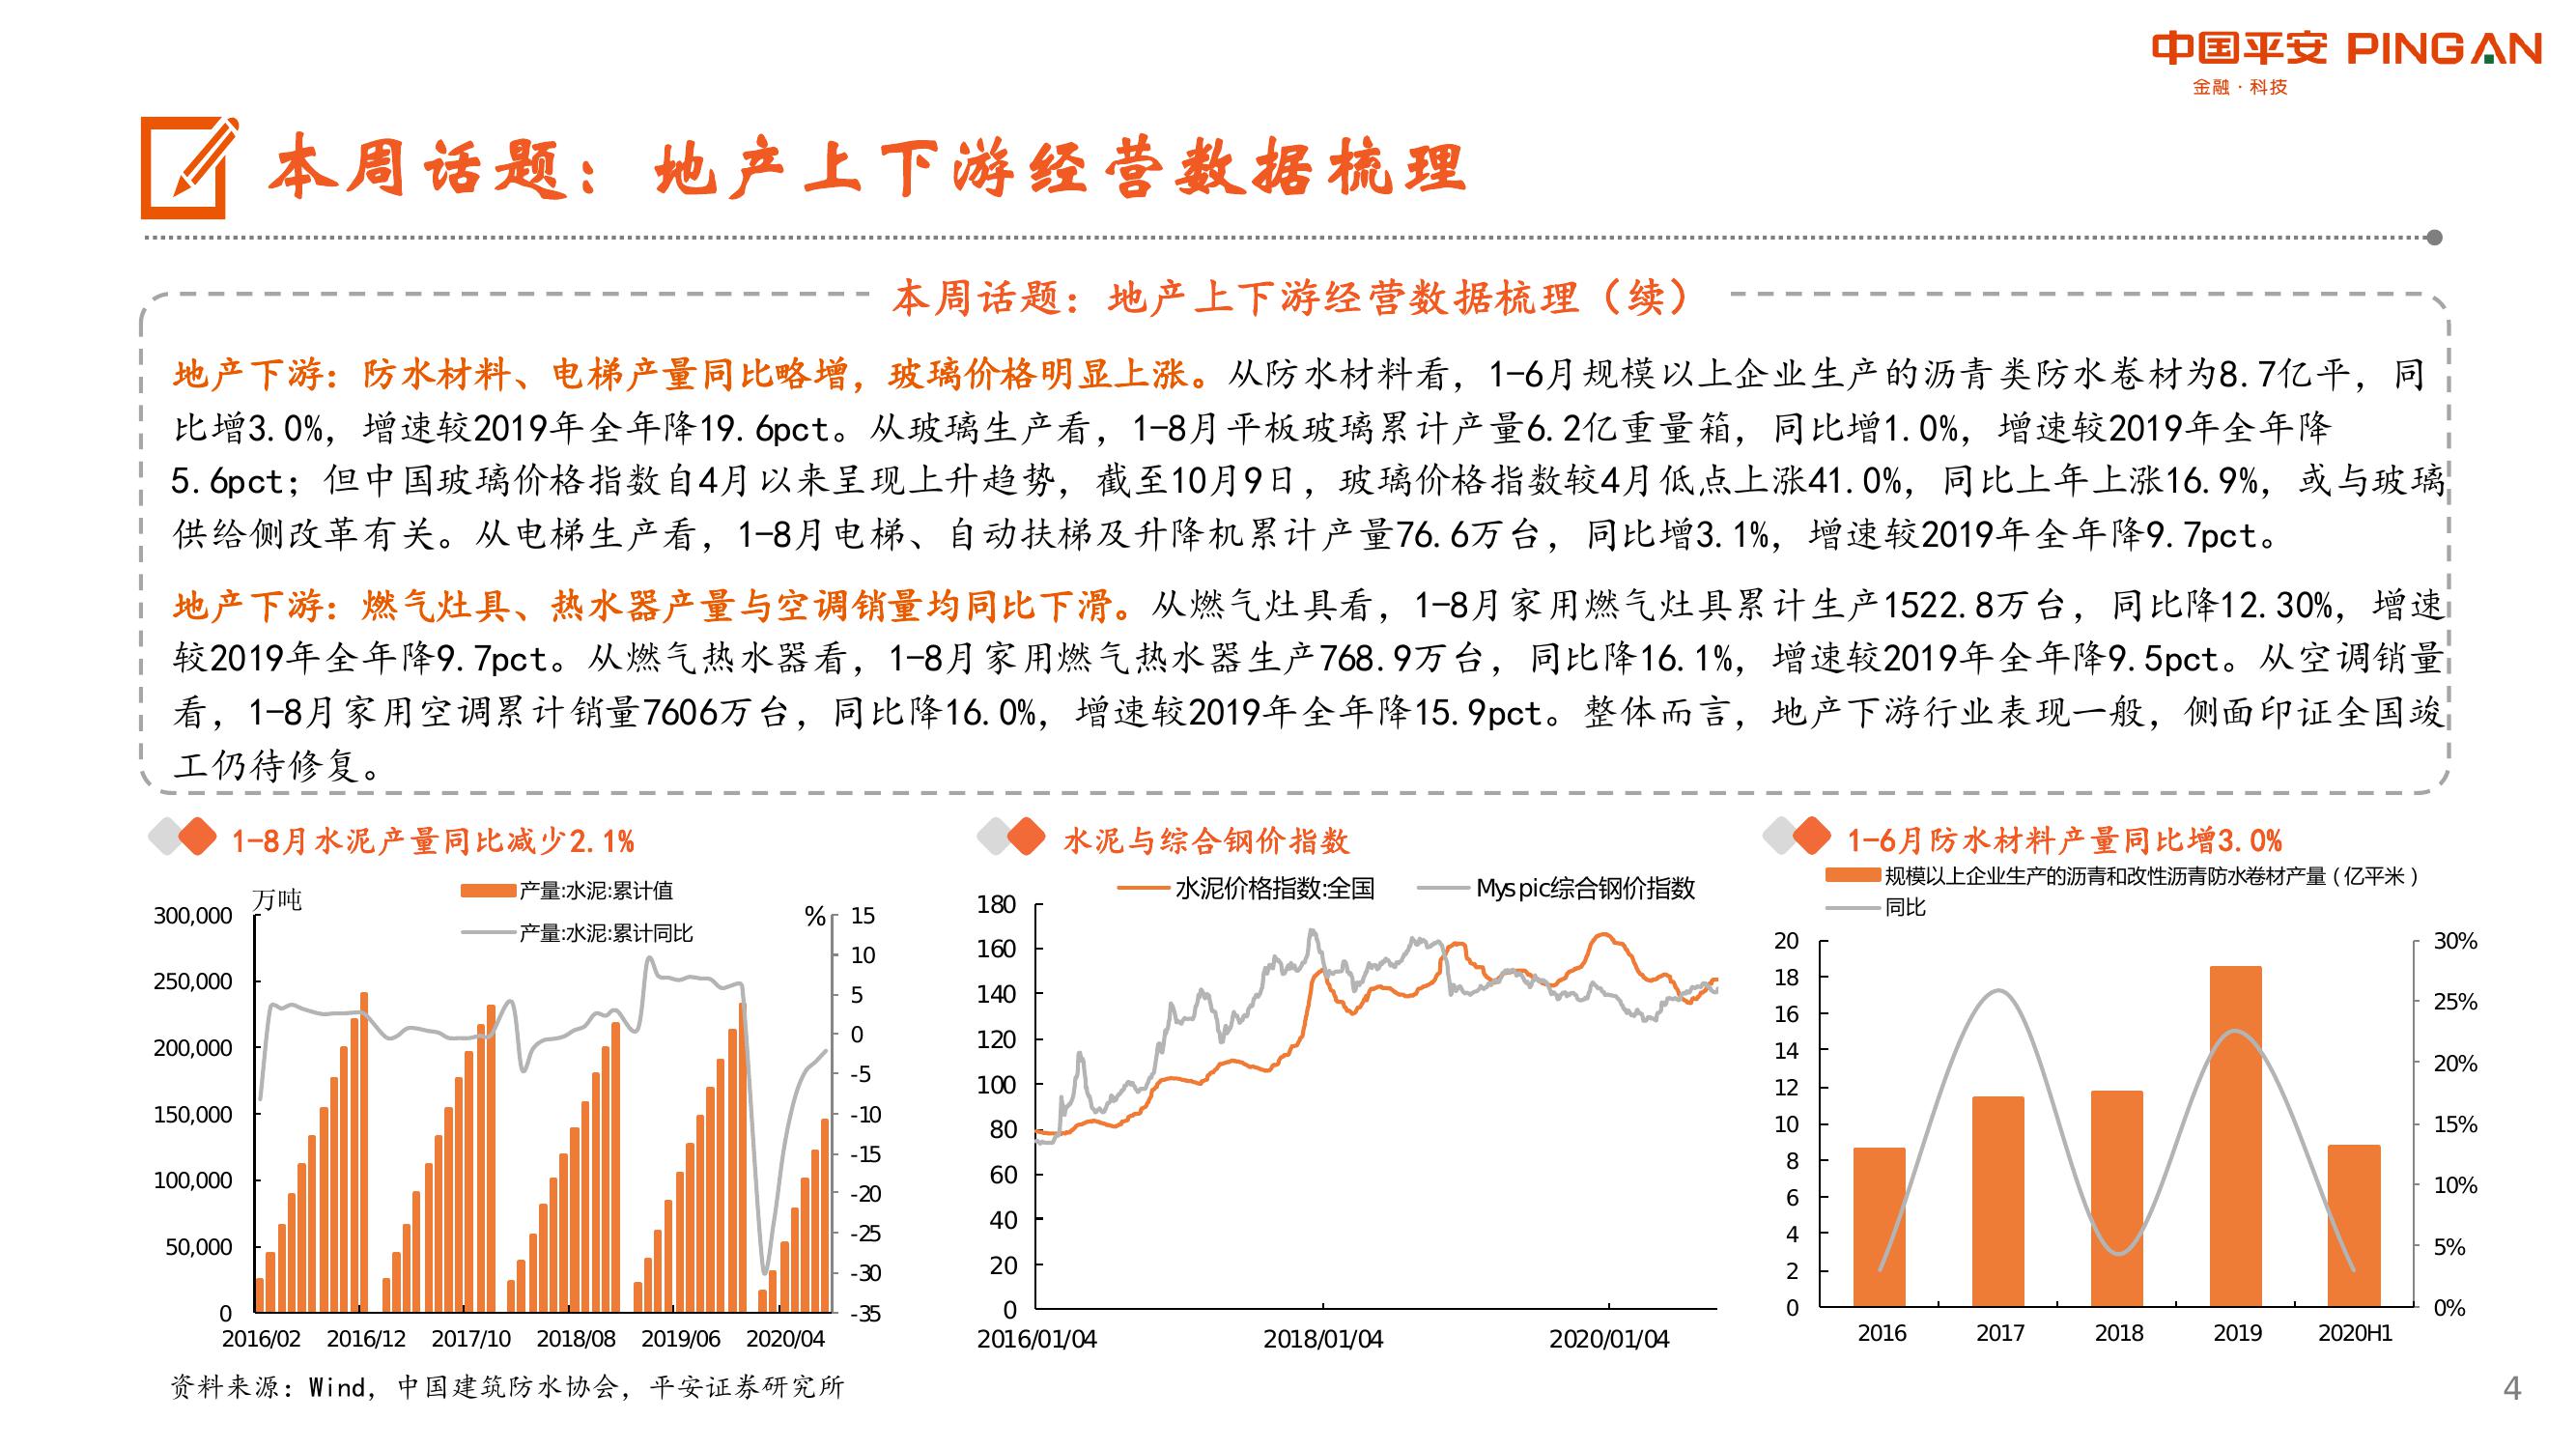 中国平安 PINGAN
金融·科技
本周话题：地产上下游经营数据梳理
本周话题：地产上下游经营数据梳理（续）
地产下游：防水材料、电梯产量同比略增，玻璃价格明显上涨。从防水材料看，1-6月规模以上企业生产的沥青类防水卷材为8.7亿平，同
比增3.0%，增速较2019年全年降19.6pct。从玻璃生产看，1-8月平板玻璃累计产量6.2亿重量箱，同比增1.0%，增速较2019年全年降
5.6pct；但中国玻璃价格指数自4月以来呈现上升趋势，截至10月9日，玻璃价格指数较4月低点上涨41.0%，同比上年上涨16.9%，或与玻璃
供给侧改革有关。从电梯生产看，1-8月电梯、自动扶梯及升降机累计产量76.6万台，同比增3.1%，增速较2019年全年降9.7pct。
地产下游：燃气灶具、热水器产量与空调销量均同比下滑。从燃气灶具看，1-8月家用燃气灶具累计生产1522.8万台，同比降12.30%，增速
较2019年全年降9.7pct。从燃气热水器看，1-8月家用燃气热水器生产768.9万台，同比降16.1%，增速较2019年全年降9.5pct。从空调销量
看，1-8月家用空调累计销量7606万台，同比降16.0%，增速较2019年全年降15.9pct。整体而言，地产下游行业表现一般，侧面印证全国竣
工仍待修复。
1-8月水泥产量同比减少2.1%
万吨
产量:水泥:累计值
产量:水泥:累计同比
%
300,000
250,000
200,000
150,000
100,000
50,000
0
15
10
5
0
-5
-10
-15
-20
-25
-30
-35
2016/02 2016/12 2017/10 2018/08 2019/06 2020/04
水泥与综合钢价指数
水泥价格指数:全国 Myspic综合钢价指数
180
160
140
120
100
80
60
40
20
0
2016/01/04 2018/01/04 2020/01/04
1-6月防水材料产量同比增3.0%
规模以上企业生产的沥青和改性沥青防水卷材产量（亿平米）
同比
20
18
16
14
12
10
8
6
4
2
0
30%
25%
20%
15%
10%
5%
0%
2016 2017 2018 2019 2020H1
资料来源：Wind，中国建筑防水协会，平安证券研究所
4